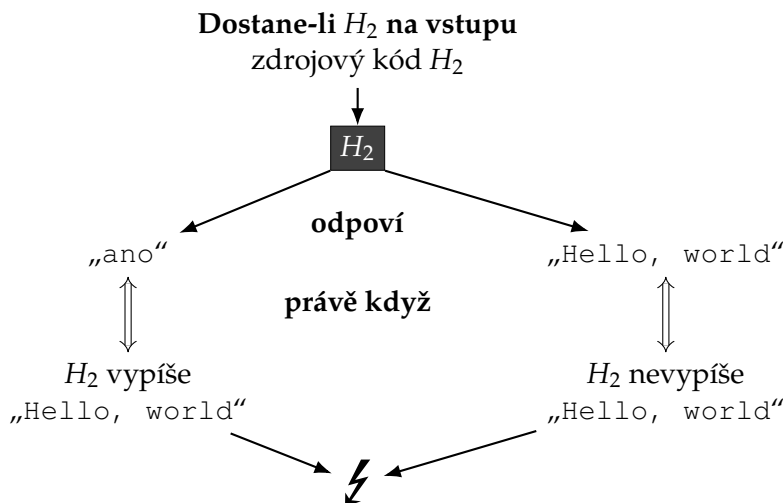 Dostane-li H₂ na vstupu
zdrojový kód H₂
H₂
odpoví
„ano“
„Hello, world“
právě když
H₂ vypíše
„Hello, world“
H₂ nevypíše
„Hello, world“